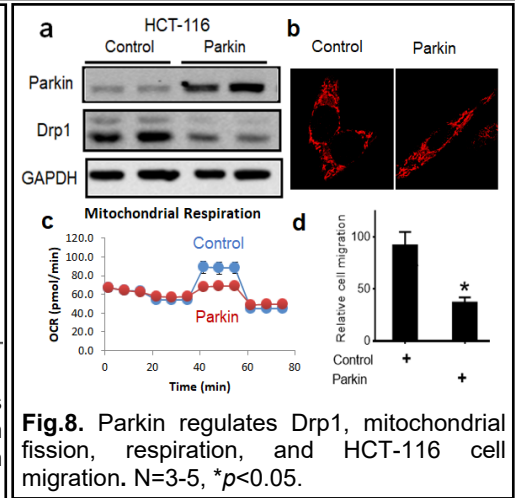 a
HCT-116
b
Control Parkin
Control Parkin
Parkin
Drp1
GAPDH
Mitochondrial Respiration
c
120.0
100.0
80.0
60.0
40.0
20.0
0.0
OCR (pmol/min)
Control
Parkin
0 20 40 60 80
Time (min)
d
Relative cell migration
100
50
0
*
Control +
Parkin +
Fig.8. Parkin regulates Drp1, mitochondrial
fission, respiration, and HCT-116 cell
migration. N=3-5, *p<0.05.